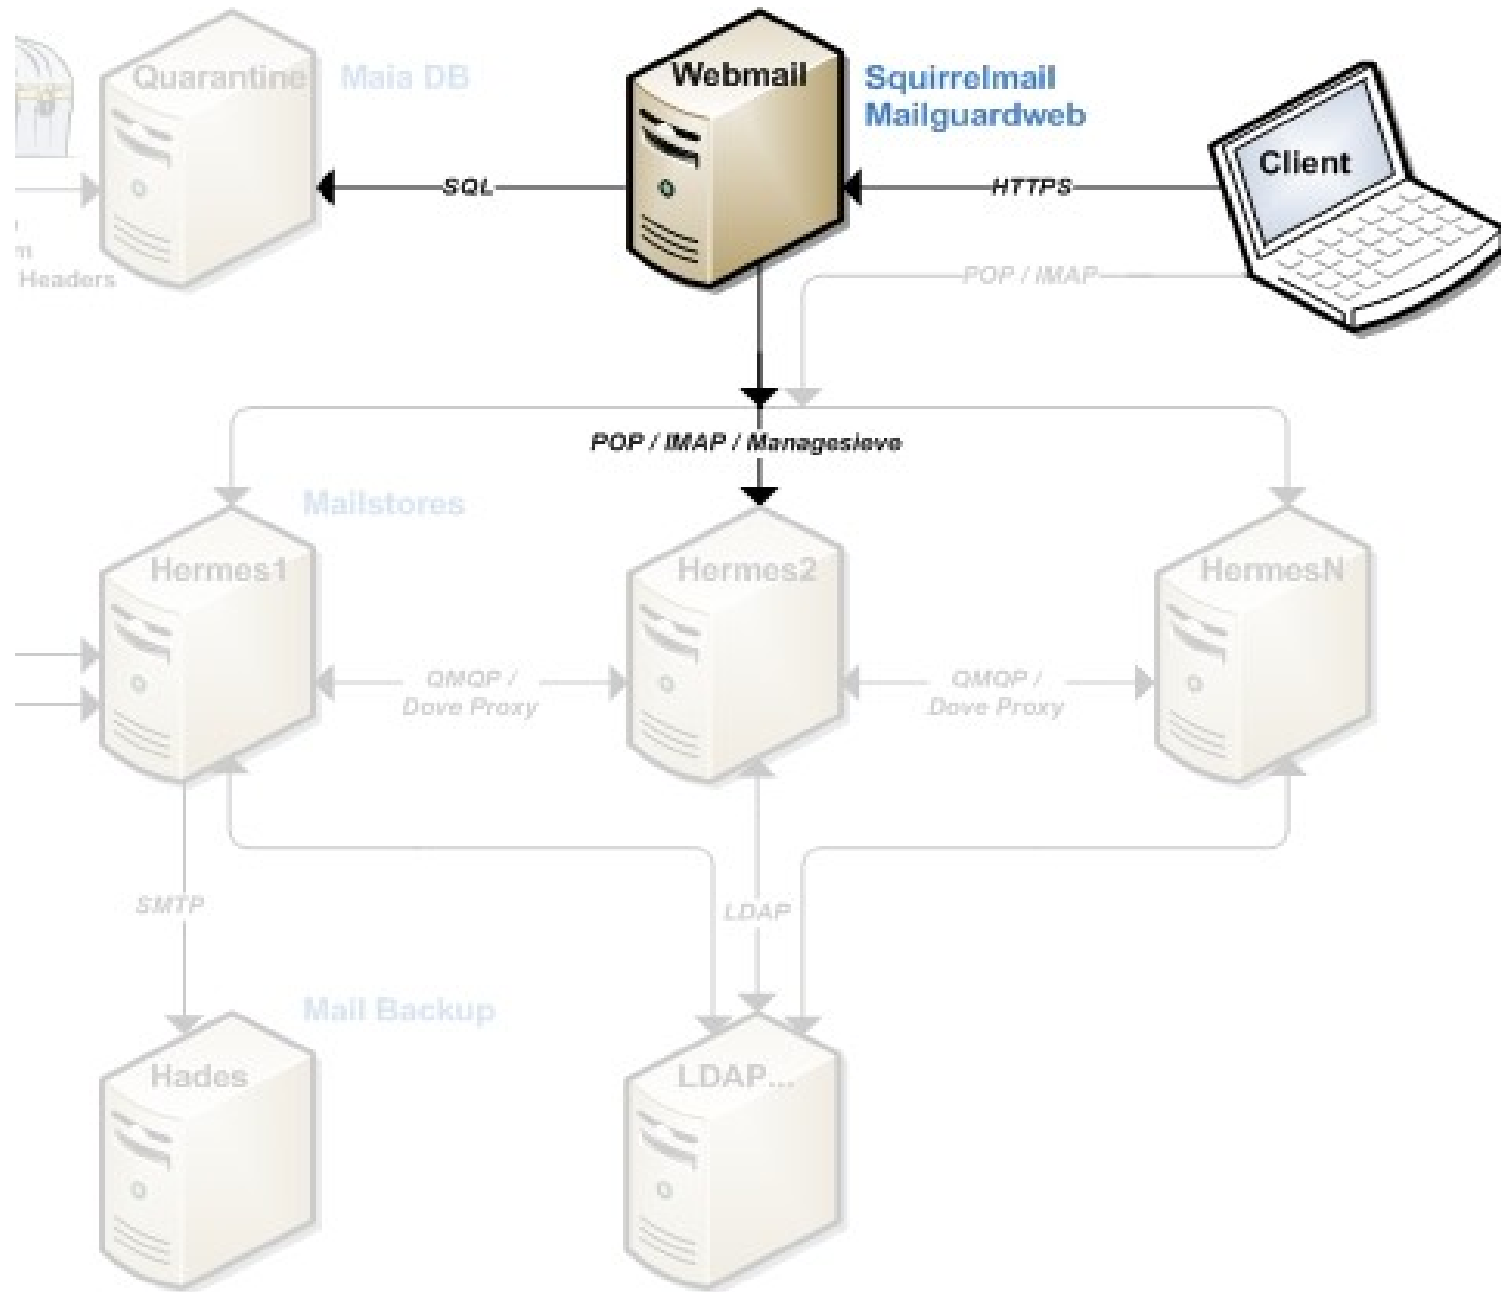 Quarantine
Maia DB
Webmail
Squirrelmail
Mailguardweb
Client
SQL
HTTPS
m
Headers
POP / IMAP
POP / IMAP / Managesieve
Mailstores
Hermes1
Hermes2
HermesN
QMQP /
Dove Proxy
QMQP /
Dove Proxy
SMTP
LDAP
Mail Backup
Hades
LDAP...